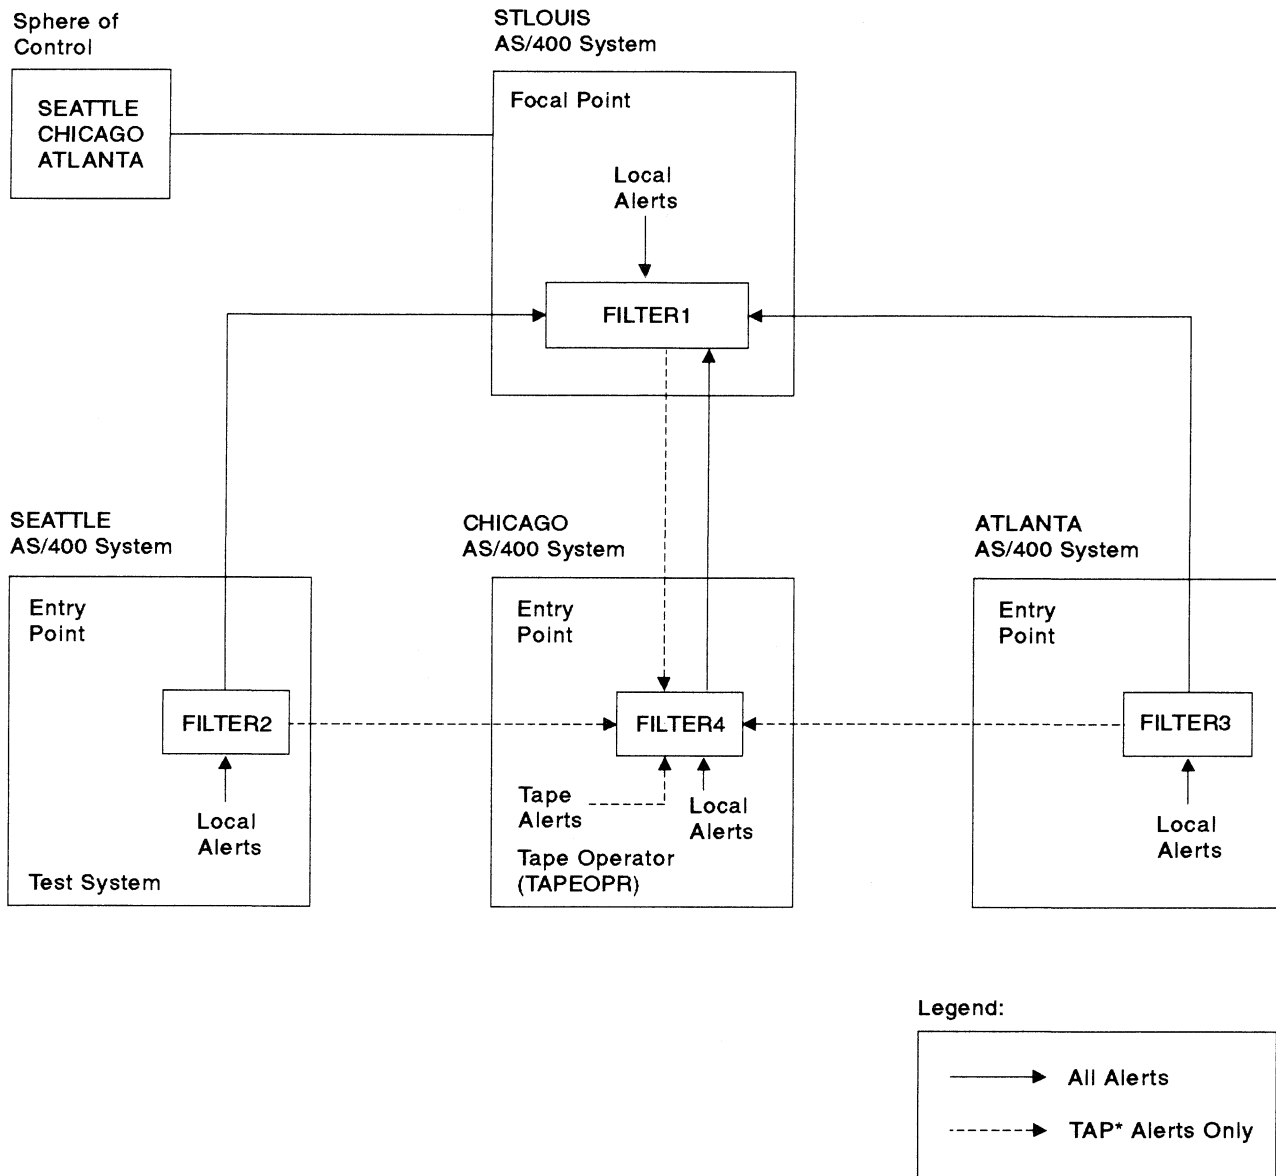 Sphere of
Control
SEATTLE
CHICAGO
ATLANTA
STLOUIS
AS/400 System
Focal Point
Local
Alerts
FILTER1
SEATTLE
AS/400 System
Entry
Point
FILTER2
Local
Alerts
Test System
CHICAGO
AS/400 System
Entry
Point
FILTER4
Tape
Alerts
Local
Alerts
Tape Operator
(TAPEOPR)
ATLANTA
AS/400 System
Entry
Point
FILTER3
Local
Alerts
Legend:
All Alerts
TAP* Alerts Only